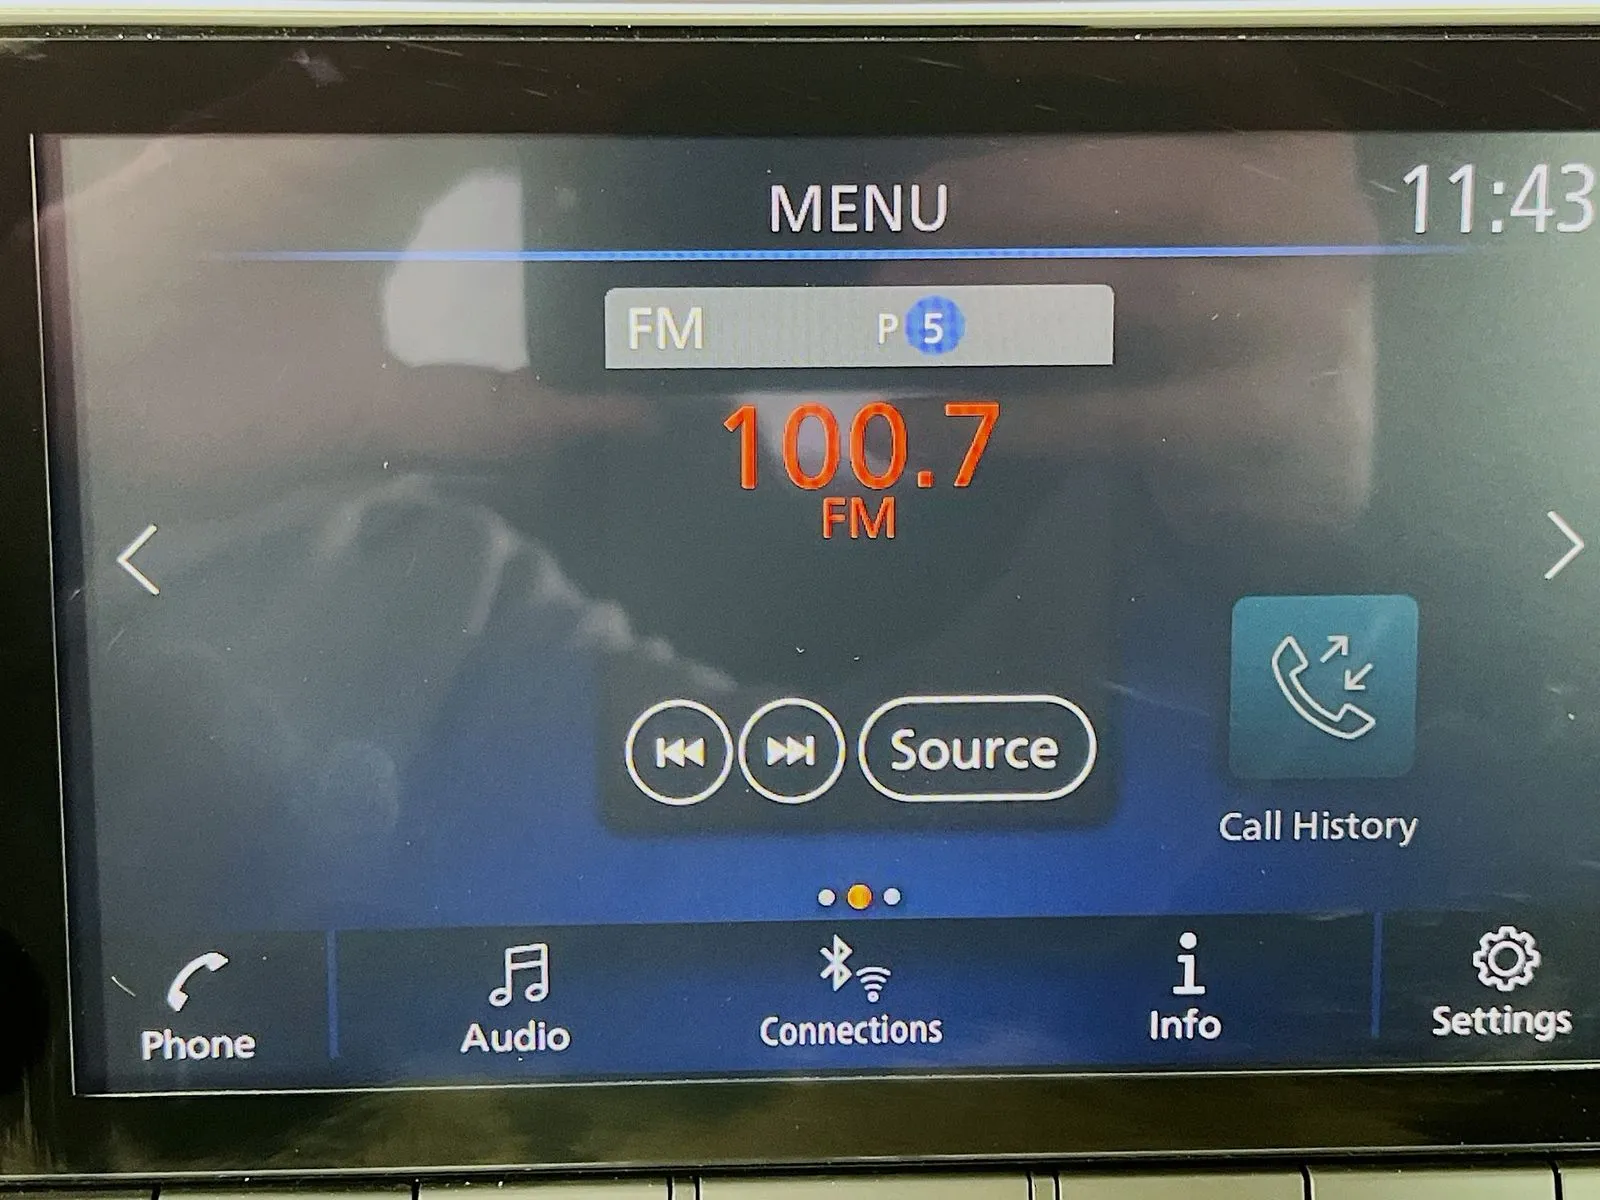 MENU
11:43
FM P 5
100.7
FM
Source
Call History
Phone
Audio
Connections
Info
Settings